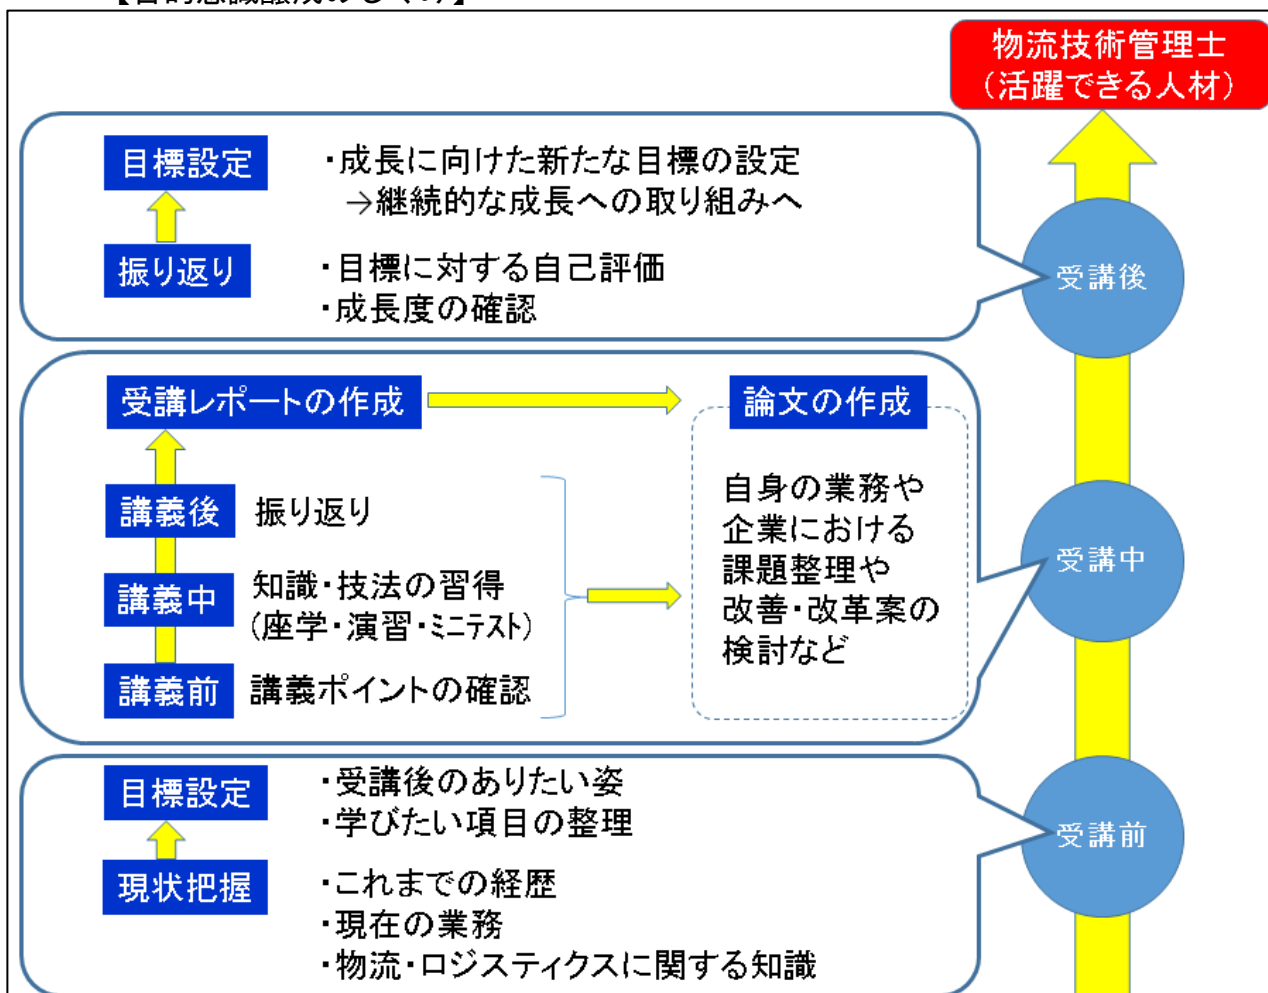 物流技術管理士
（活躍できる人材）
目標設定
・成長に向けた新たな目標の設定
→継続的な成長への取り組みへ
振り返り
・目標に対する自己評価
・成長度の確認
受講後
受講レポートの作成
論文の作成
講義後
振り返り
講義中
知識・技法の習得
(座学・演習・ミニテスト)
講義前
講義ポイントの確認
自身の業務や
企業における
課題整理や
改善・改革案の
検討など
受講中
目標設定
・受講後のありたい姿
・学びたい項目の整理
現状把握
・これまでの経歴
・現在の業務
・物流・ロジスティクスに関する知識
受講前